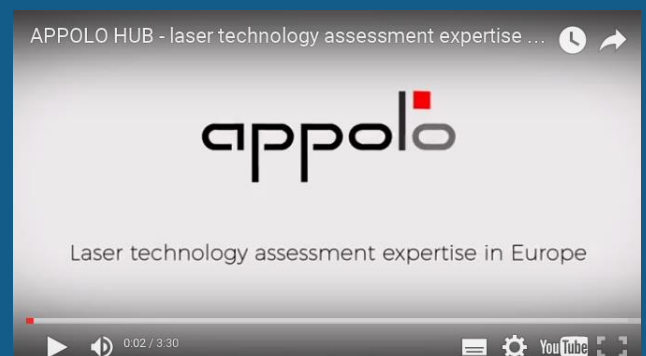 APPOLO HUB - laser technology assessment expertise ...
appolo
Laser technology assessment expertise in Europe
0:02 / 3:30
YouTube